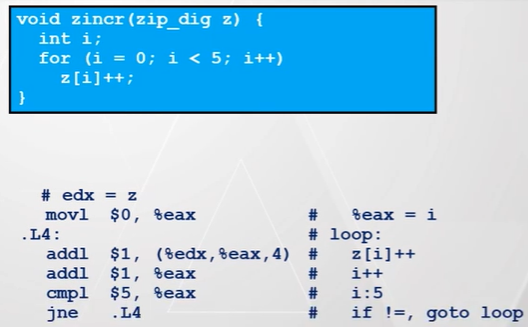 void zincr(zip_dig z) {
  int i;
  for (i = 0; i < 5; i++)
    z[i]++;
}
  # edx = z
  movl  $0, %eax          #   %eax = i
.L4:                      # loop:
  addl  $1, (%edx,%eax,4) #   z[i]++
  addl  $1, %eax          #   i++
  cmpl  $5, %eax          #   i:5
  jne   .L4               #   if !=, goto loop